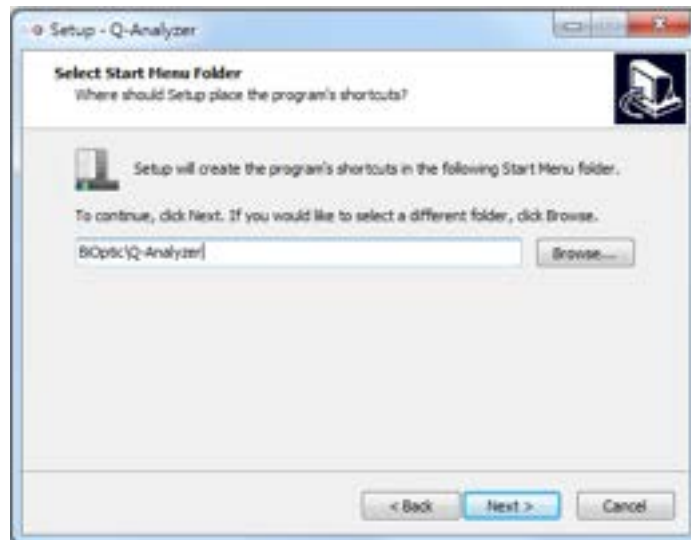 Setup - Q-Analyzer
Select Start Menu Folder
Where should Setup place the program's shortcuts?
Setup will create the program's shortcuts in the following Start Menu folder.
To continue, click Next. If you would like to select a different folder, click Browse.
BiOptic\Q-Analyzer
Browse...
< Back
Next >
Cancel